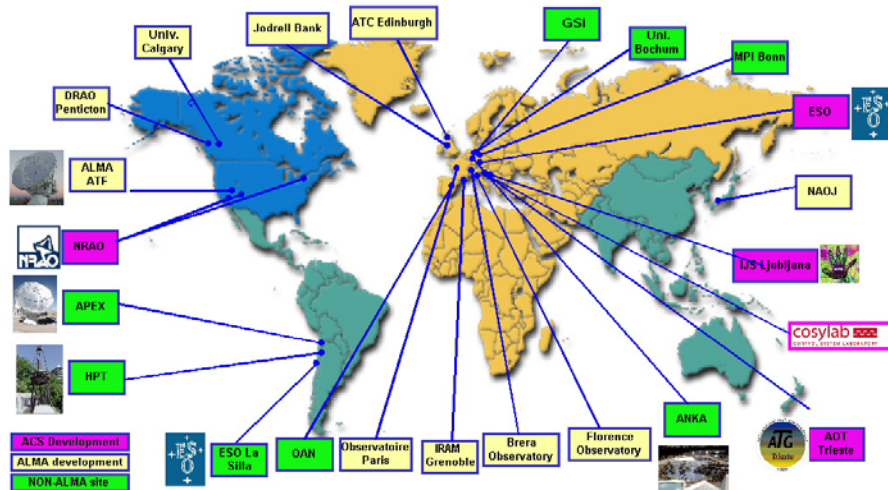 Univ.
Calgary
Jodrell Bank
ATC Edinburgh
GSI
Uni.
Bochum
MPI Bonn
DRAO
Penticton
ESO
ALMA
ATF
NAOJ
NRAO
NRAO
IJS Ljubljana
APEX
cosylab
CONTROL SYSTEM LABORATORY
HPT
ACS Development
ALMA development
NON-ALMA site
ESO La
Silla
OAN
Observatoire
Paris
IRAM
Grenoble
Brera
Observatory
Florence
Observatory
ANKA
ATG
Trieste
ADT
Trieste